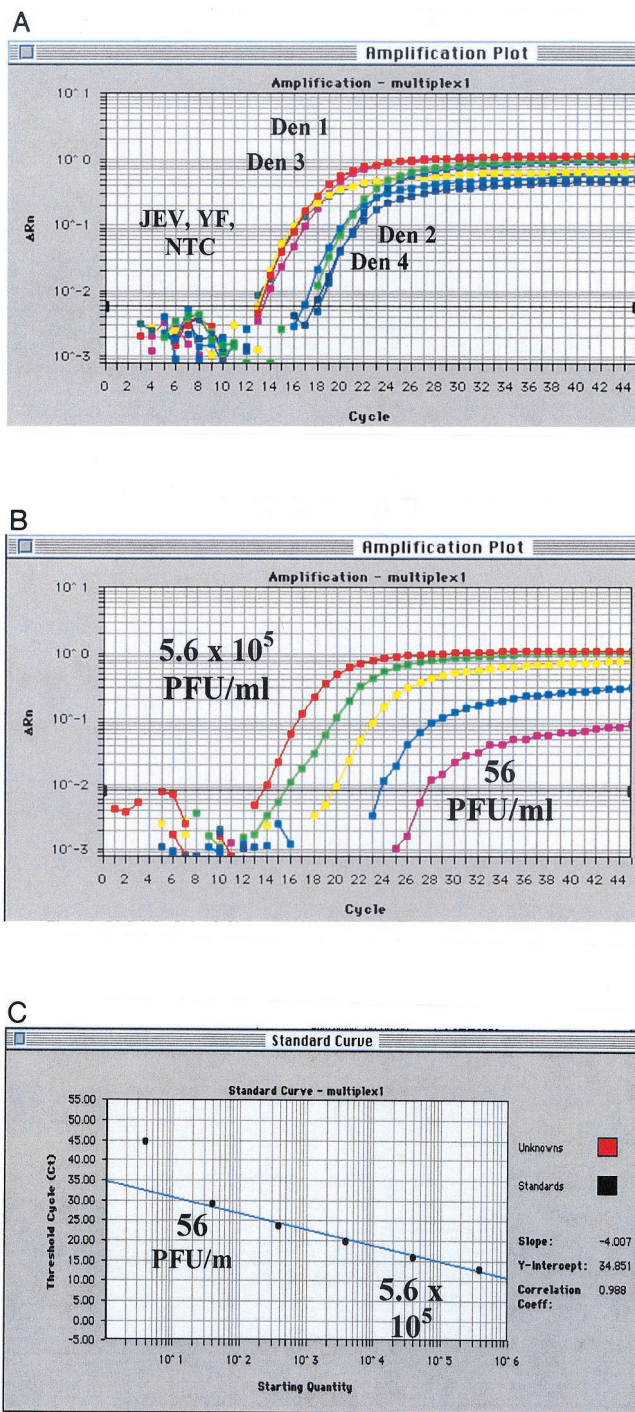 A
Amplification Plot
Amplification - multiplex1
10^ 1
10^ 0
10^-1
10^-2
10^-3
ΔRn
Den 1
Den 3
JEV, YF,
NTC
Den 2
Den 4
0 2 4 6 8 10 12 14 16 18 20 22 24 26 28 30 32 34 36 38 40 42 44
Cycle
B
Amplification Plot
Amplification - multiplex1
10^ 1
10^ 0
10^-1
10^-2
10^-3
ΔRn
5.6 x 10⁵
PFU/ml
56
PFU/ml
0 2 4 6 8 10 12 14 16 18 20 22 24 26 28 30 32 34 36 38 40 42 44
Cycle
C
Standard Curve
Standard Curve - multiplex1
55.00
50.00
45.00
40.00
35.00
30.00
25.00
20.00
15.00
10.00
5.00
0.00
-5.00
Threshold Cycle (Ct)
56
PFU/m
5.6 x
10⁵
10^ 1 10^ 2 10^ 3 10^ 4 10^ 5 10^ 6
Starting Quantity
Unknowns
Standards
Slope: -4.007
Y-Intercept: 34.851
Correlation 0.988
Coeff: